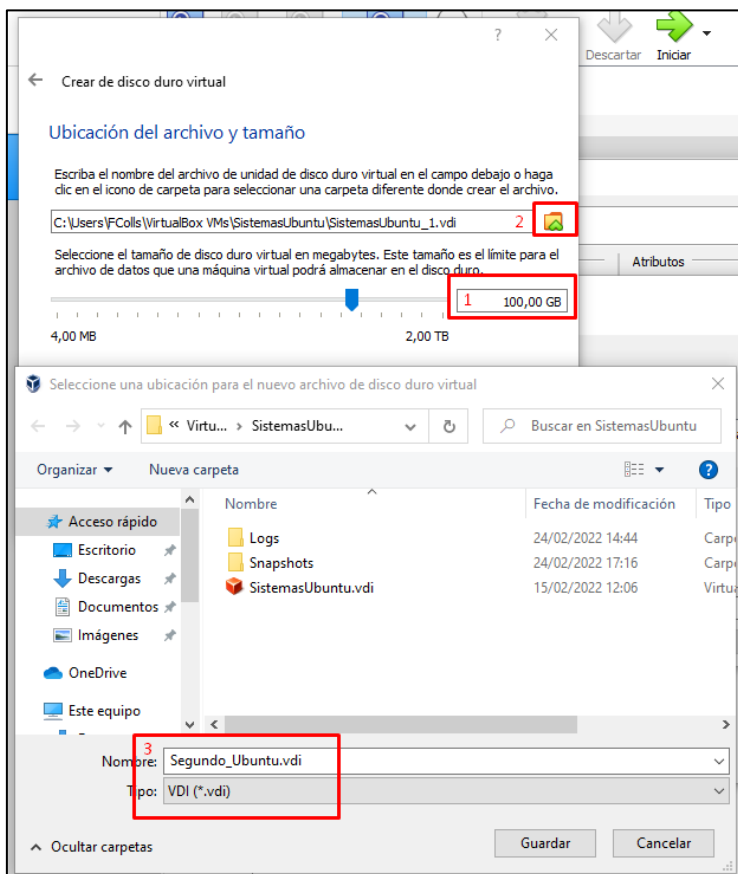 ?
Descartar Iniciar
Crear de disco duro virtual
Ubicación del archivo y tamaño
Escriba el nombre del archivo de unidad de disco duro virtual en el campo debajo o haga
clic en el icono de carpeta para seleccionar una carpeta diferente donde crear el archivo.
C:\Users\FColls\VirtualBox VMs\SistemasUbuntu\SistemasUbuntu_1.vdi 2
Seleccione el tamaño de disco duro virtual en megabytes. Este tamaño es el límite para el
archivo de datos que una máquina virtual podrá almacenar en el disco duro.
Atributos
1 100,00 GB
4,00 MB 2,00 TB
Seleccione una ubicación para el nuevo archivo de disco duro virtual
« Virtu... › SistemasUbu... Buscar en SistemasUbuntu
Organizar Nueva carpeta ?
Nombre Fecha de modificación Tipo
Acceso rápido
Logs 24/02/2022 14:44 Carp
Escritorio
Snapshots 24/02/2022 17:16 Carp
Descargas
SistemasUbuntu.vdi 15/02/2022 12:06 Virtu
Documentos
Imágenes
OneDrive
Este equipo
3
Nombre: Segundo_Ubuntu.vdi
Tipo: VDI (*.vdi)
Ocultar carpetas Guardar Cancelar